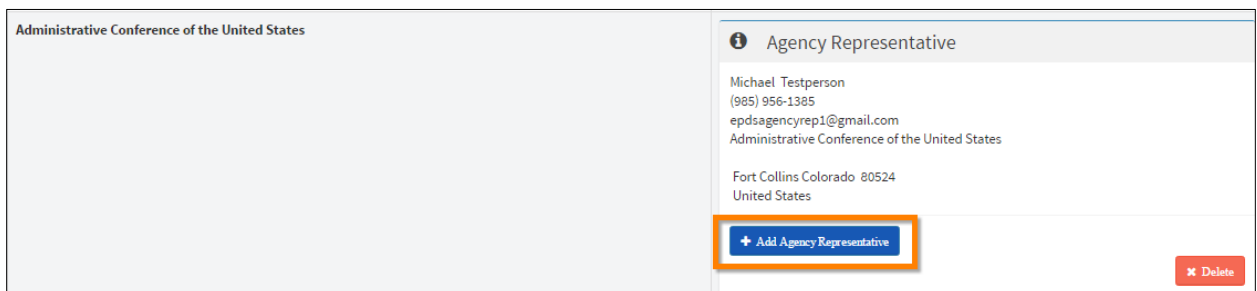 Administrative Conference of the United States
Agency Representative
Michael Testperson
(985) 956-1385
epdsagencyrep1@gmail.com
Administrative Conference of the United States
Fort Collins Colorado 80524
United States
Add Agency Representative
Delete